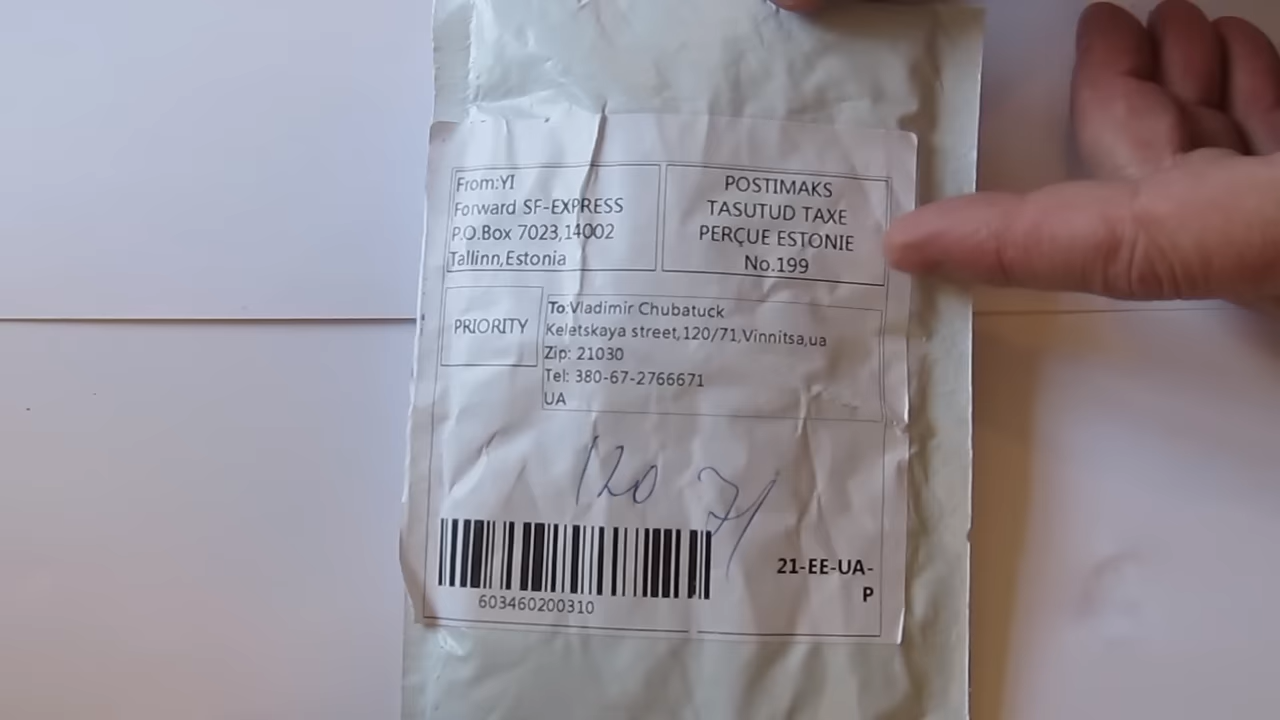 From:YI
Forward SF-EXPRESS
P.O.Box 7023,14002
Tallinn,Estonia
POSTIMAKS
TASUTUD TAXE
PERÇUE ESTONIE
No.199
PRIORITY
To:Vladimir Chubatuck
Keletskaya street,120/71,Vinnitsa,ua
Zip: 21030
Tel: 380-67-2766671
UA
120 71
21-EE-UA-
P
603460200310